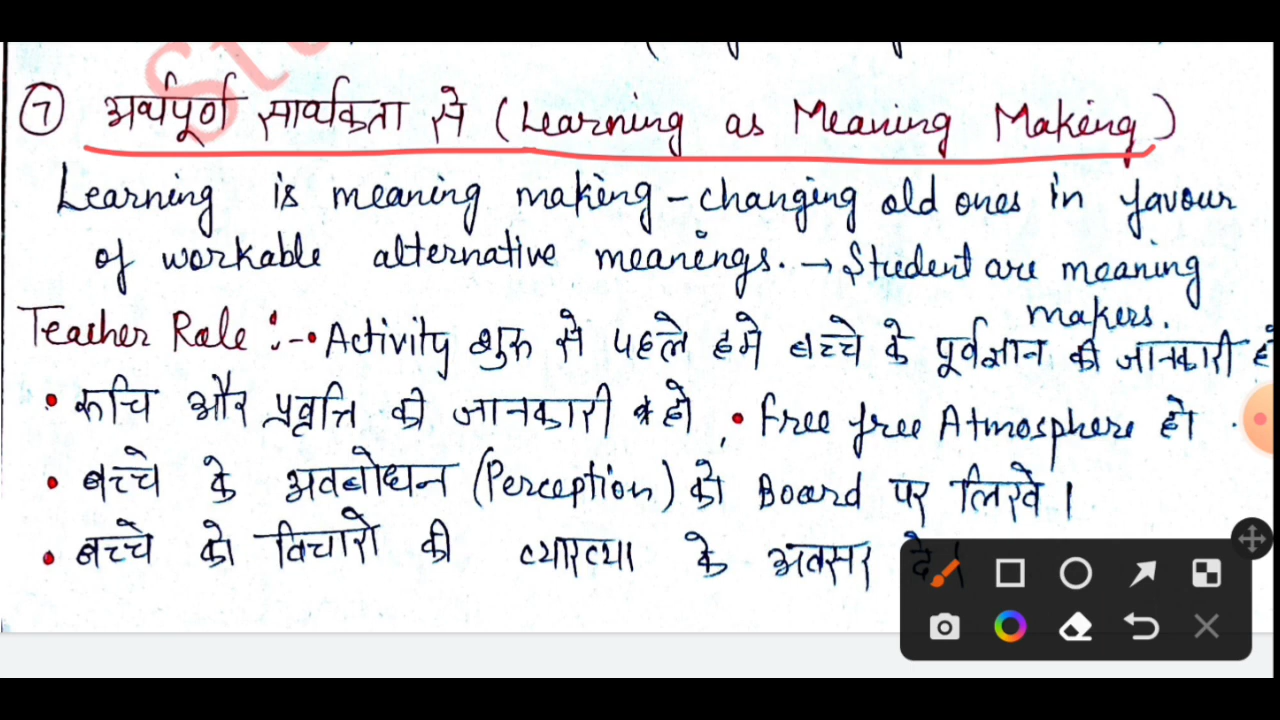 ⑦ अर्थपूर्ण सार्थकता से (Learning as Meaning Making)
Learning is meaning making - changing old ones in favour
of workable alternative meanings. → Student are meaning
makers.
Teacher Role :- • Activity शुरू से पहले हमे बच्चे के पूर्वज्ञान की जानकारी हो
• रूचि और प्रवृत्ति की जानकारी हो, • Free free Atmosphere हो
• बच्चे के अवबोधन (Perception) को Board पर लिखे।
• बच्चे को विचारो की व्याख्या के अवसर दे।